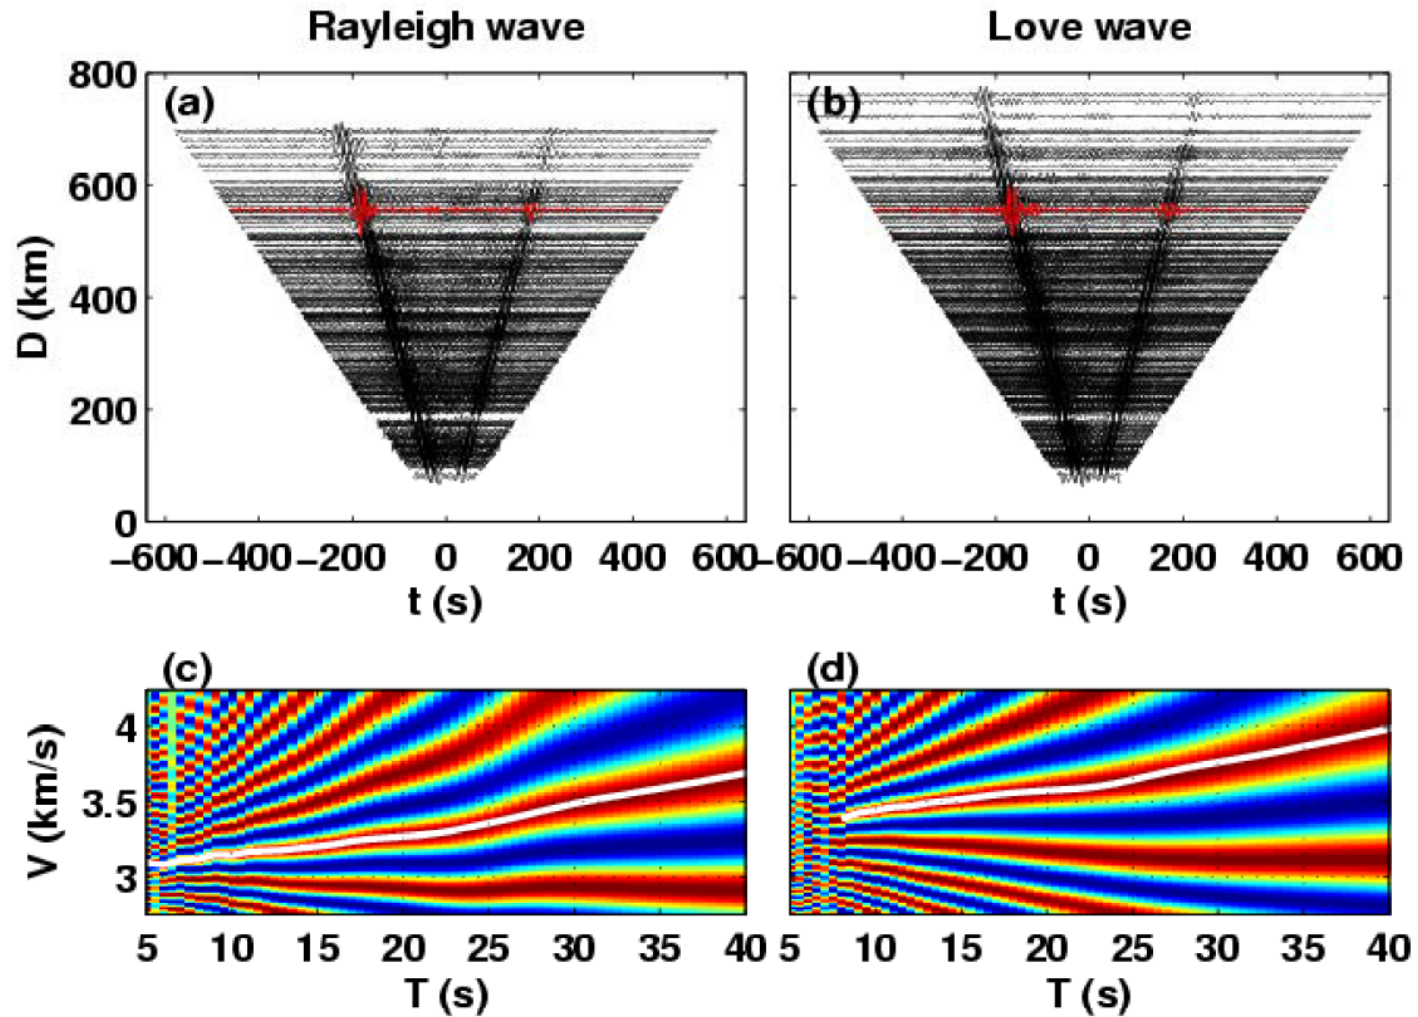 Rayleigh wave
Love wave
(a)
(b)
800
600
400
200
0
D (km)
−600 −400 −200 0 200 400 600
−600 −400 −200 0 200 400 600
t (s)
t (s)
(c)
(d)
4
3.5
3
V (km/s)
5 10 15 20 25 30 35 40
5 10 15 20 25 30 35 40
T (s)
T (s)